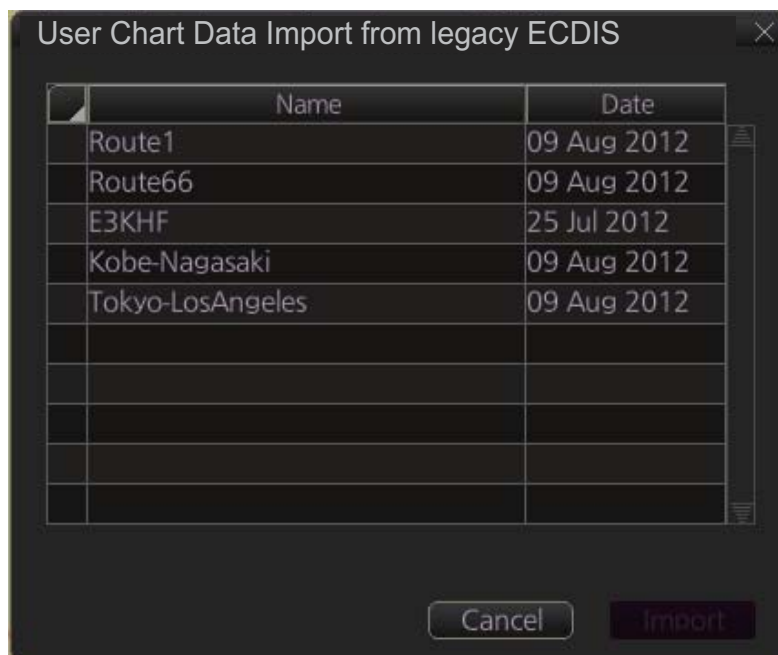 User Chart Data Import from legacy ECDIS
Name Date
Route1 09 Aug 2012
Route66 09 Aug 2012
E3KHF 25 Jul 2012
Kobe-Nagasaki 09 Aug 2012
Tokyo-LosAngeles 09 Aug 2012
Cancel Import